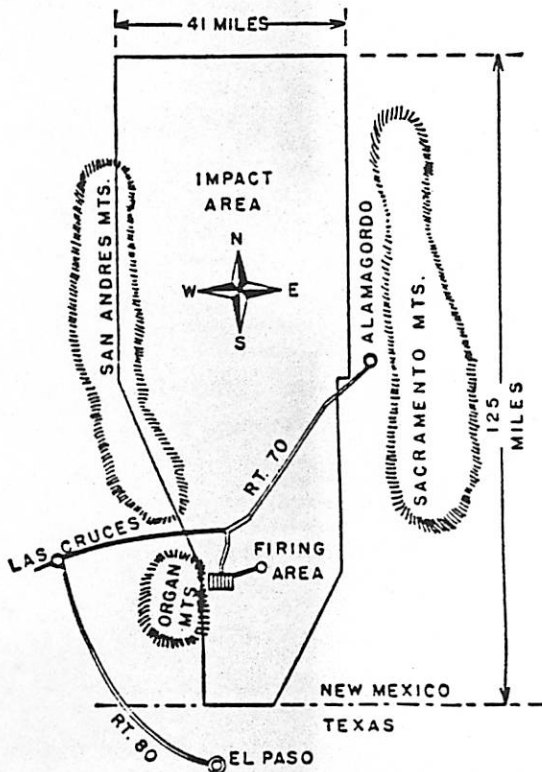 41 MILES
IMPACT
AREA
N
W E
S
SAN ANDRES MTS.
ALAMAGORDO
SACRAMENTO MTS.
125
MILES
RT. 70
LAS CRUCES
FIRING
AREA
ORGAN
MTS
NEW MEXICO
TEXAS
RT. 80
EL PASO